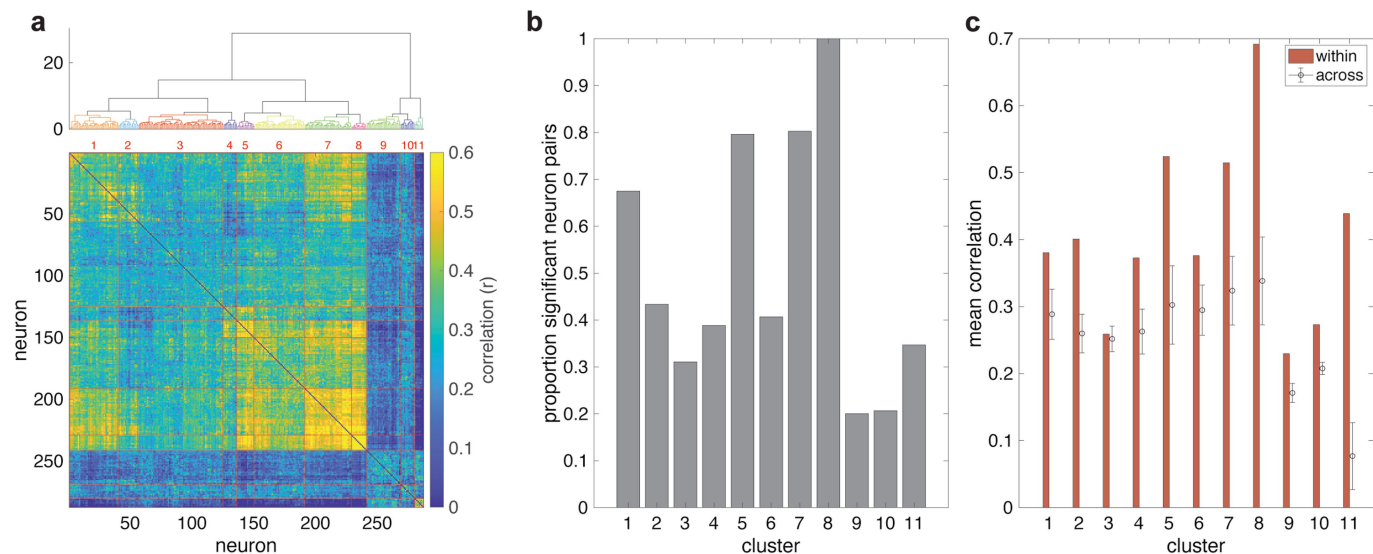 a
20
0
1 2 3 4 5 6 7 8 9 10 11
50
100
150
200
250
neuron
50 100 150 200 250
neuron
0.6
0.5
0.4
0.3
0.2
0.1
0
correlation (r)
b
1
0.9
0.8
0.7
0.6
0.5
0.4
0.3
0.2
0.1
0
proportion significant neuron pairs
1 2 3 4 5 6 7 8 9 10 11
cluster
c
0.7
0.6
0.5
0.4
0.3
0.2
0.1
0
mean correlation
within
across
1 2 3 4 5 6 7 8 9 10 11
cluster